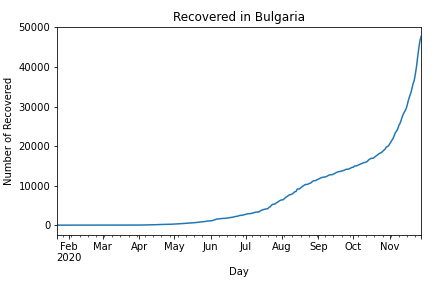 Recovered in Bulgaria
50000
40000
30000
20000
10000
0
Number of Recovered
Feb Mar Apr May Jun Jul Aug Sep Oct Nov
2020
Day